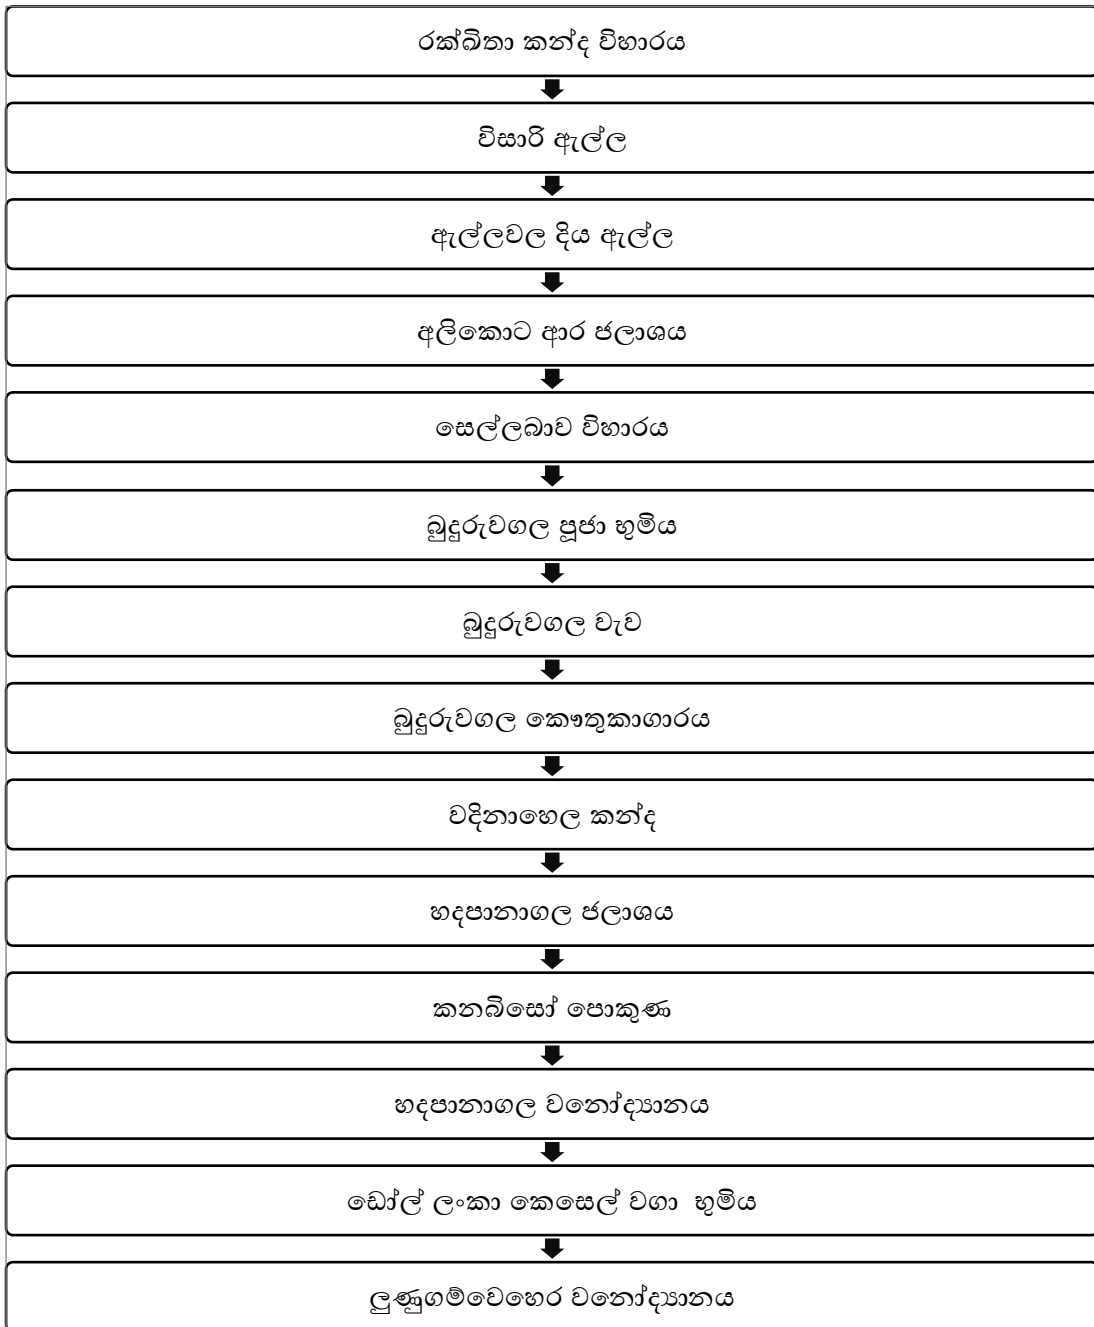 රක්ඛිතා කන්ද විහාරය
විසාරි ඇල්ල
ඇල්ලවල දිය ඇල්ල
අලිකොට ආර ජලාශය
සෙල්ලබාව විහාරය
බුදුරුවගල පූජා භුමිය
බුදුරුවගල වැව
බුදුරුවගල කෞතුකාගාරය
වදිනාහෙල කන්ද
හදපානාගල ජලාශය
කනබිසෝ පොකුණ
හදපානාගල වනෝද්‍යානය
ඩෝල් ලංකා කෙසෙල් වගා භුමිය
ලුණුගම්වෙහෙර වනෝද්‍යානය